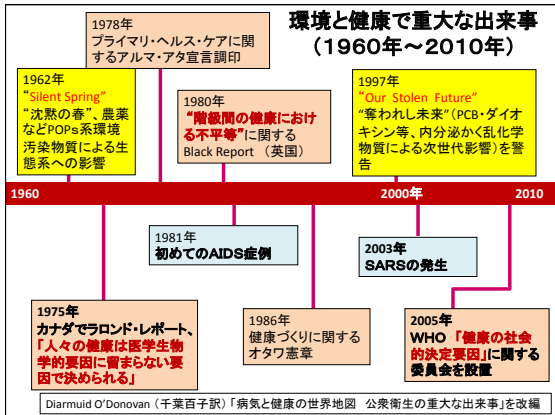 環境と健康で重大な出来事
(1960年～2010年)
1978年
プライマリ・ヘルス・ケアに関
するアルマ・アタ宣言調印
1962年
“Silent Spring”
“沈黙の春”、農薬
などPOPs系環境
汚染物質による生
態系への影響
1980年
“階級間の健康におけ
る不平等”に関する
Black Report （英国）
1997年
“Our Stolen Future”
“奪われし未来”(PCB・ダイオ
キシン等、内分泌かく乱化学
物質による次世代影響)を警
告
1960
2000年
2010
1981年
初めてのAIDS症例
2003年
SARSの発生
1975年
カナダでラロンド・レポート、
「人々の健康は医学生物
学的要因に留まらない要
因で決められる」
1986年
健康づくりに関する
オタワ憲章
2005年
WHO 「健康の社会
的決定要因」に関する
委員会を設置
Diarmuid O’Donovan （千葉百子訳）「病気と健康の世界地図　公衆衛生の重大な出来事」を改編